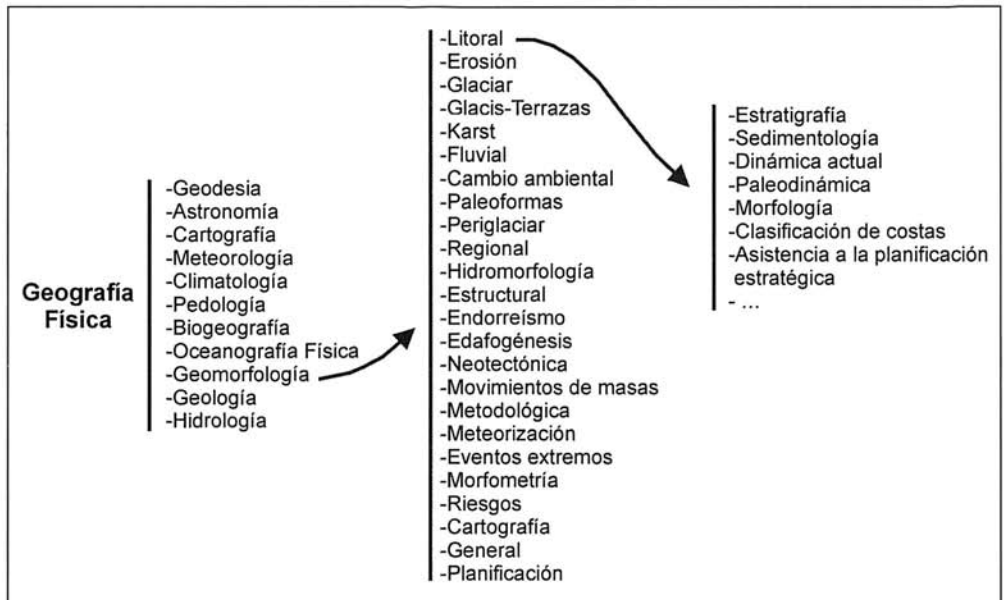 Geografía
Física
-Geodesia
-Astronomía
-Cartografía
-Meteorología
-Climatología
-Pedología
-Biogeografía
-Oceanografía Física
-Geomorfología
-Geología
-Hidrología
-Litoral
-Erosión
-Glaciar
-Glacis-Terrazas
-Karst
-Fluvial
-Cambio ambiental
-Paleoformas
-Periglaciar
-Regional
-Hidromorfología
-Estructural
-Endorreísmo
-Edafogénesis
-Neotectónica
-Movimientos de masas
-Metodológica
-Meteorización
-Eventos extremos
-Morfometría
-Riesgos
-Cartografía
-General
-Planificación
-Estratigrafía
-Sedimentología
-Dinámica actual
-Paleodinámica
-Morfología
-Clasificación de costas
-Asistencia a la planificación
estratégica
- ...